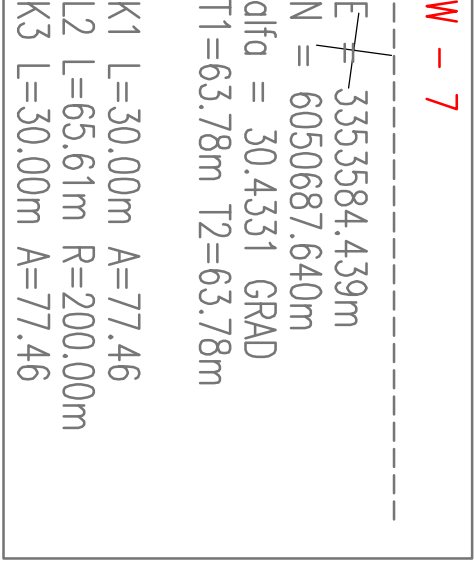 W - 7
E = 3353584.439m
N = 6050687.640m
alfa = 30.4331 GRAD
T1=63.78m T2=63.78m
K1 L=30.00m A=77.46
L2 L=65.61m R=200.00m
K3 L=30.00m A=77.46